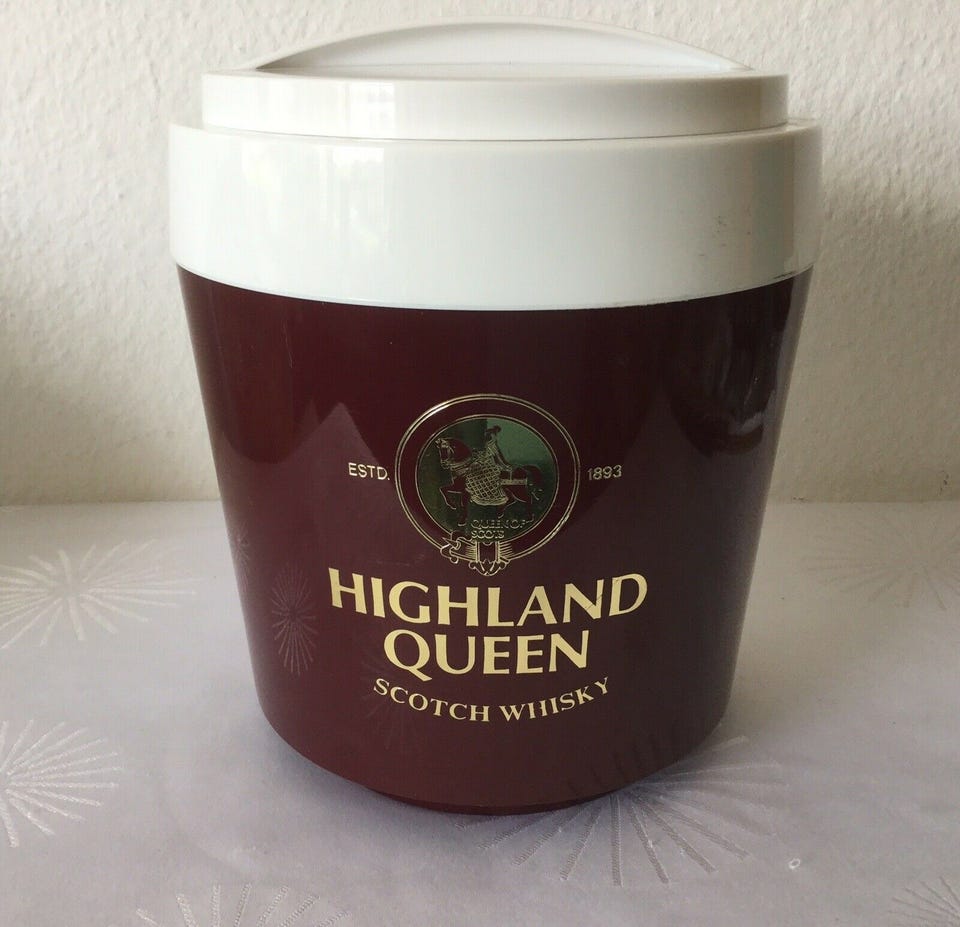 ESTD. 1893
QUEEN OF
SCOTS
HIGHLAND
QUEEN
SCOTCH WHISKY